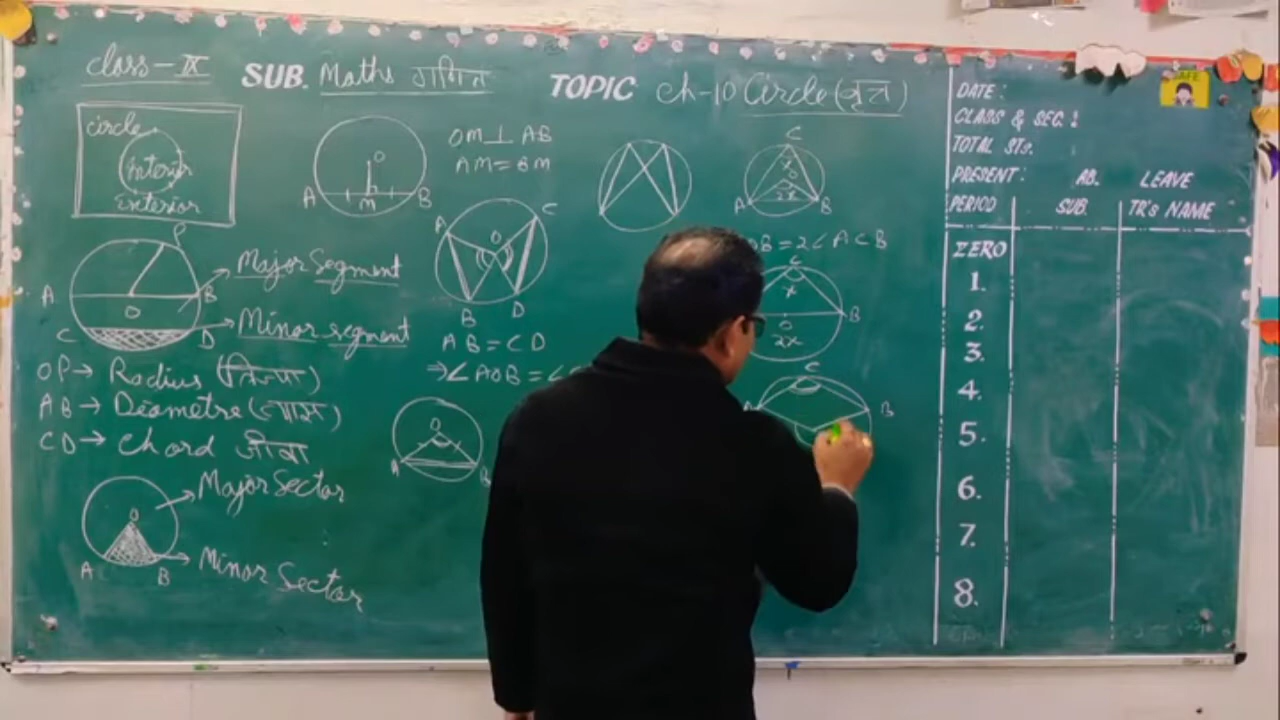 class-IX
SUB. Maths गणित
TOPIC ch-10 Circle (वृत्त)
circle
interior
exterior
O
A
M
B
OM⊥AB
AM=BM
C
x
O
2x
A
B
AOB=2∠ACB
P
A
B
O
C
D
Major Segment
Minor segment
OP→ Radius (त्रिज्या)
AB→ Diametre (व्यास)
CD→ Chord जीवा
A
C
O
B
D
AB=CD
⇒∠AOB=∠
O
A
B
C
x
B
O
2x
C
A
B
O
A
B
Major Sector
Minor Sector
DATE:
CLASS & SEC:
TOTAL STs.
PRESENT: AB. LEAVE
PERIOD SUB. TR's NAME
ZERO
1.
2.
3.
4.
5.
6.
7.
8.